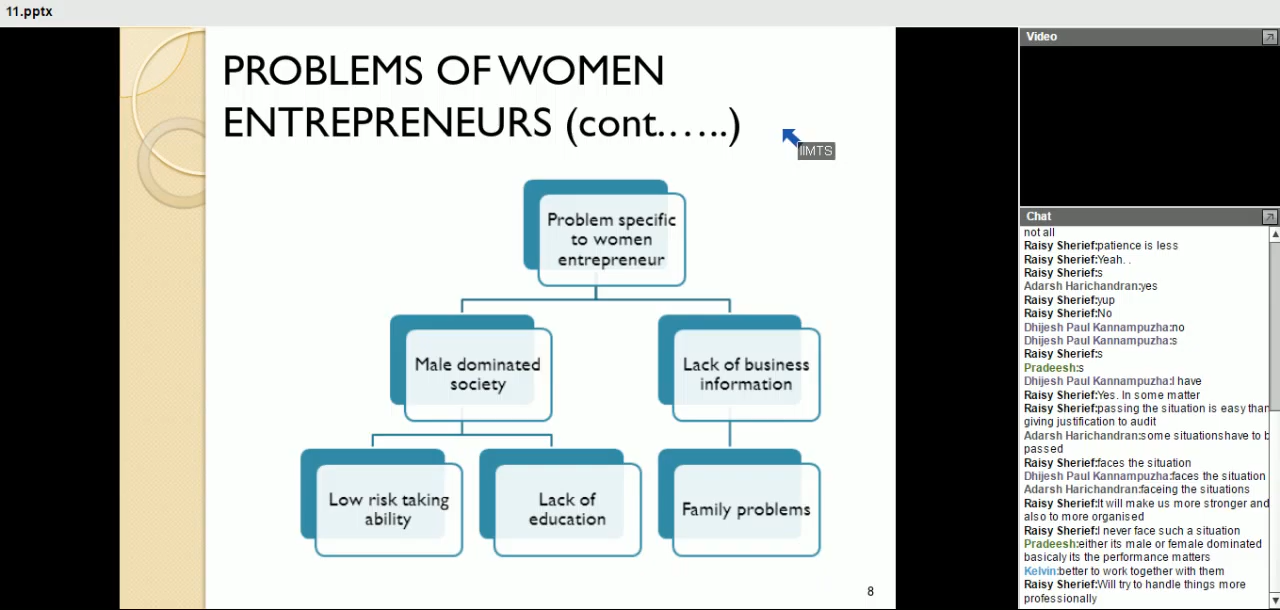 11.pptx
PROBLEMS OF WOMEN
ENTREPRENEURS (cont…...)
IIMTS
Problem specific
to women
entrepreneur
Male dominated
society
Lack of business
information
Low risk taking
ability
Lack of
education
Family problems
8
Video
Chat
not all
Raisy Sherief:patience is less
Raisy Sherief:Yeah. .
Raisy Sherief:s
Adarsh Harichandran:yes
Raisy Sherief:yup
Raisy Sherief:No
Dhijesh Paul Kannampuzha:no
Dhijesh Paul Kannampuzha:s
Raisy Sherief:s
Pradeesh:s
Dhijesh Paul Kannampuzha:I have
Raisy Sherief:Yes. In some matter
Raisy Sherief:passing the situation is easy than
giving justification to audit
Adarsh Harichandran:some situationshave to b
passed
Raisy Sherief:faces the situation
Dhijesh Paul Kannampuzha:faces the situation
Adarsh Harichandran:faceing the situations
Raisy Sherief:It will make us more stronger and
also to more organised
Raisy Sherief:I never face such a situation
Pradeesh:either its male or female dominated
basicaly its the performance matters
Kelvin:better to work together with them
Raisy Sherief:Will try to handle things more
professionally